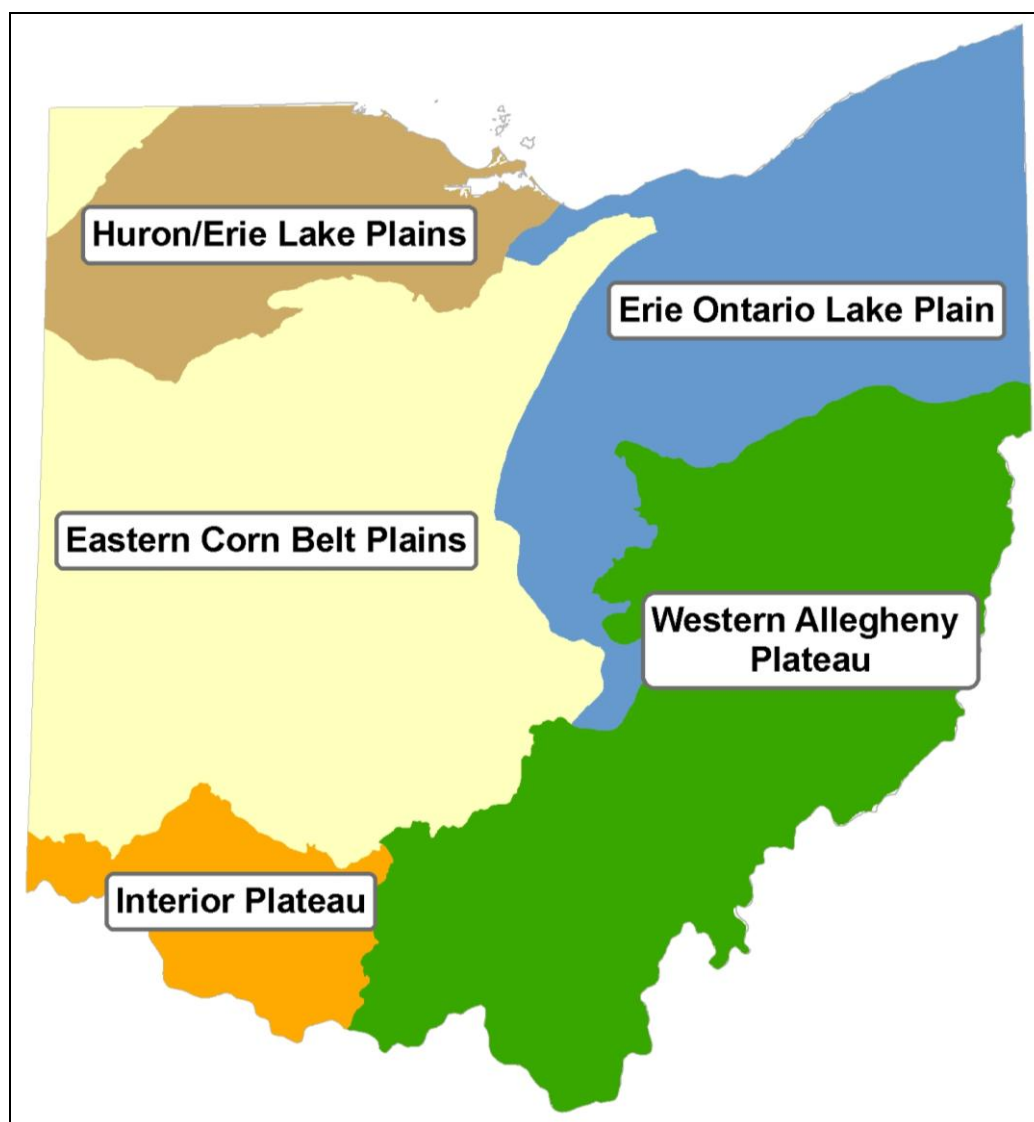 Huron/Erie Lake Plains
Erie Ontario Lake Plain
Eastern Corn Belt Plains
Western Allegheny
Plateau
Interior Plateau